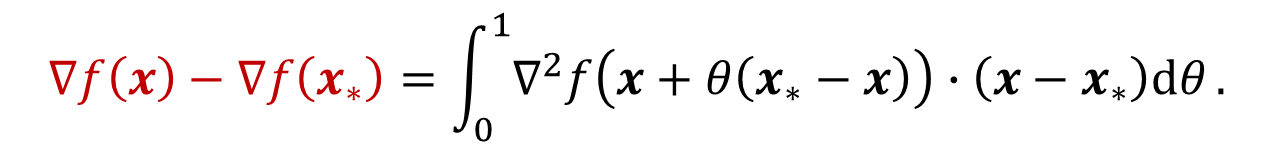 ∇f(𝒙) − ∇f(𝒙∗) = ∫₀¹ ∇²f(𝒙 + θ(𝒙∗ − 𝒙)) · (𝒙 − 𝒙∗)dθ .